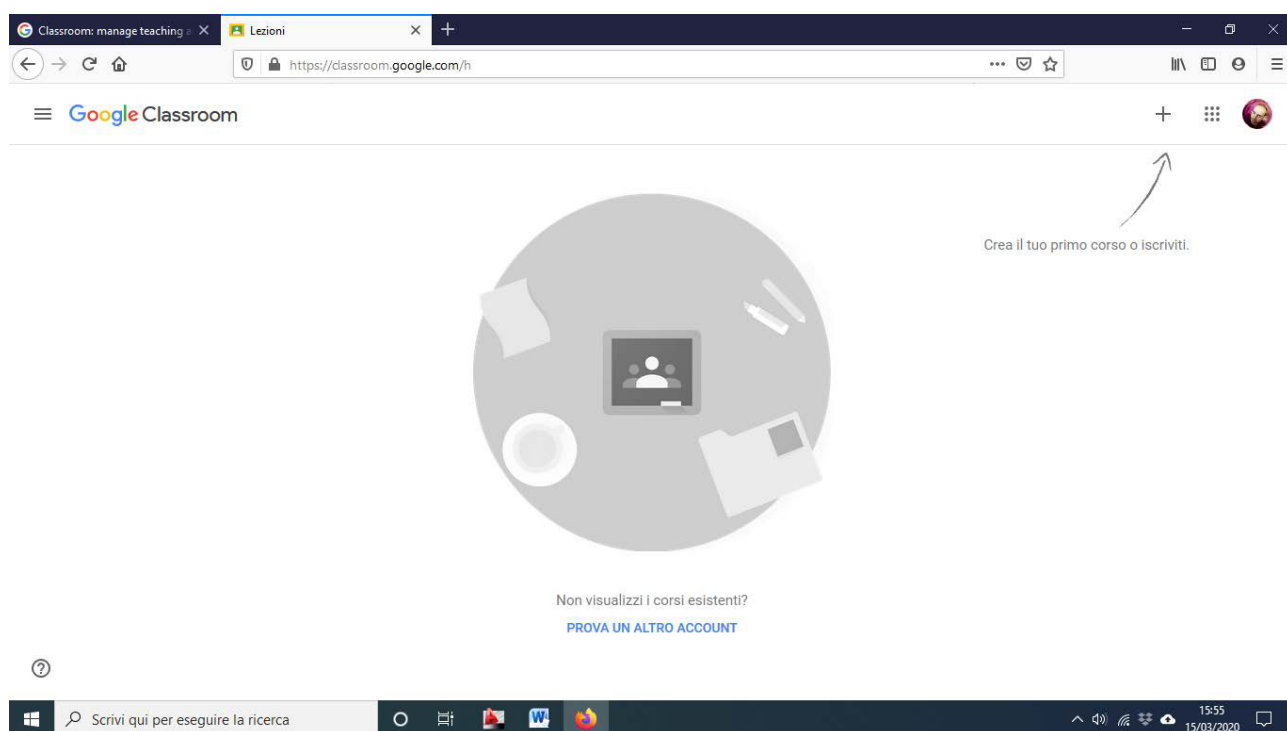 Classroom: manage teaching a
Lezioni
https://classroom.google.com/h
Google Classroom
Crea il tuo primo corso o iscriviti.
Non visualizzi i corsi esistenti?
PROVA UN ALTRO ACCOUNT
Scrivi qui per eseguire la ricerca
15:55
15/03/2020